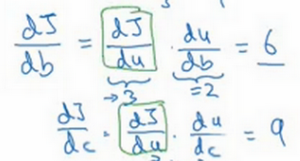 dJ/db = dJ/du · du/db = 6
→3 =2
dJ/dc = dJ/du · du/dc = 9